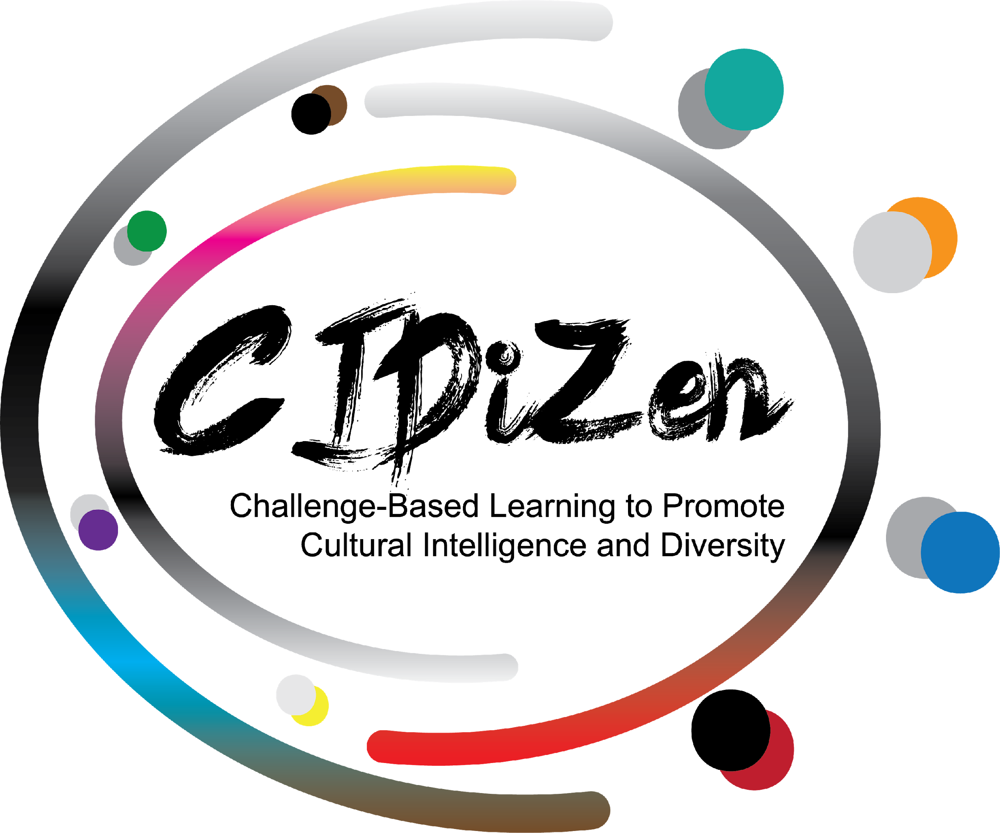 CIDiZen
Challenge-Based Learning to Promote
Cultural Intelligence and Diversity